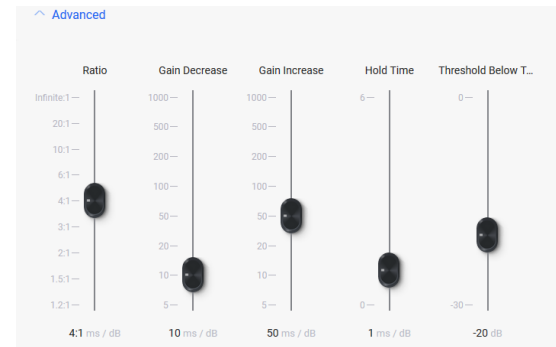 Advanced
Ratio Gain Decrease Gain Increase Hold Time Threshold Below T...
Infinite:1 1000 1000 6 0
20:1 500 500
10:1 200 200
6:1 100 100
4:1 50 50
3:1
2:1 20 20
1.5:1 10 10
1.2:1 5 5 0 -30
4:1 ms / dB 10 ms / dB 50 ms / dB 1 ms / dB -20 dB